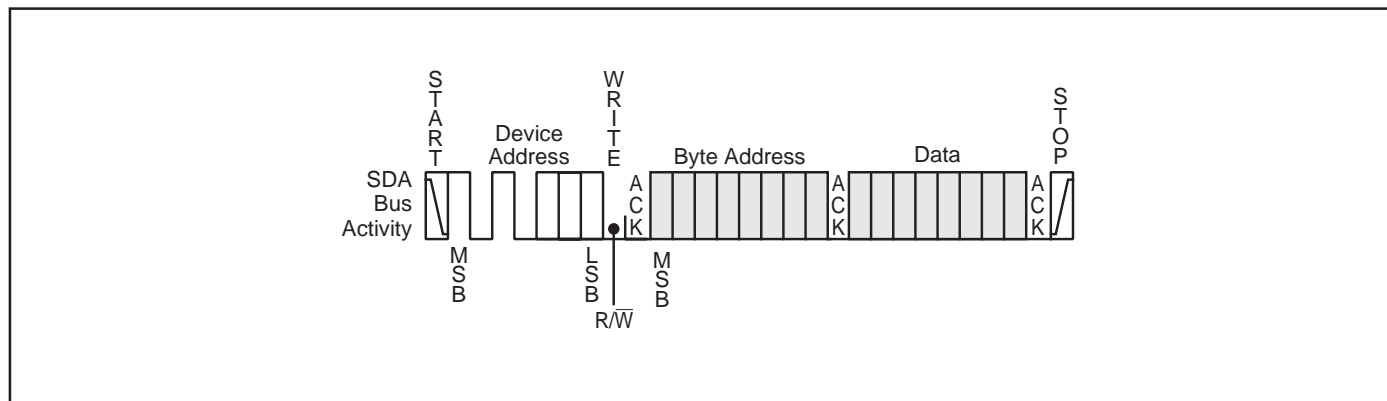 START
WRITE
STOP
Device
Address
Byte Address
Data
SDA
Bus
Activity
ACK
ACK
ACK
MSB
LSB
MSB
R/W̅